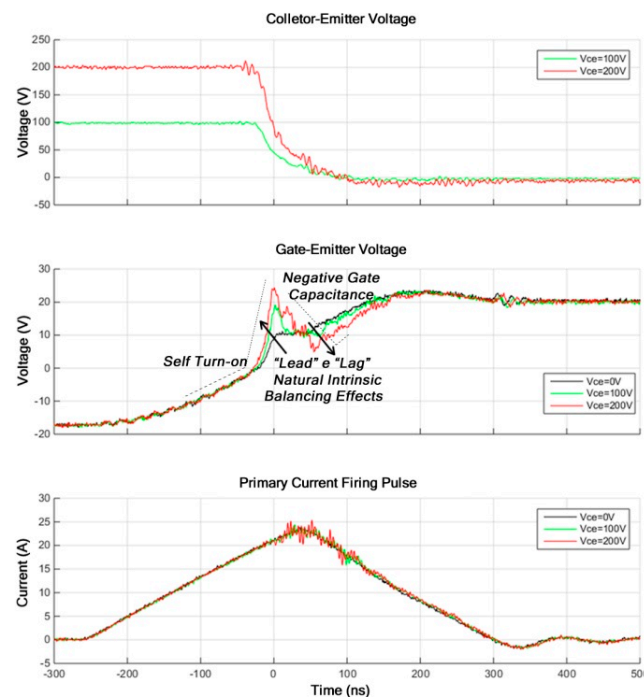 Colletor-Emitter Voltage
250
200
150
100
50
0
-50
Voltage (V)
Vce=100V
Vce=200V
Gate-Emitter Voltage
30
20
10
0
-10
-20
Voltage (V)
Negative Gate
Capacitance
Self Turn-on
"Lead" e "Lag"
Natural Intrinsic
Balancing Effects
Vce=0V
Vce=100V
Vce=200V
Primary Current Firing Pulse
30
25
20
15
10
5
0
-5
Current (A)
Vce=0V
Vce=100V
Vce=200V
-300 -200 -100 0 100 200 300 400 500
Time (ns)